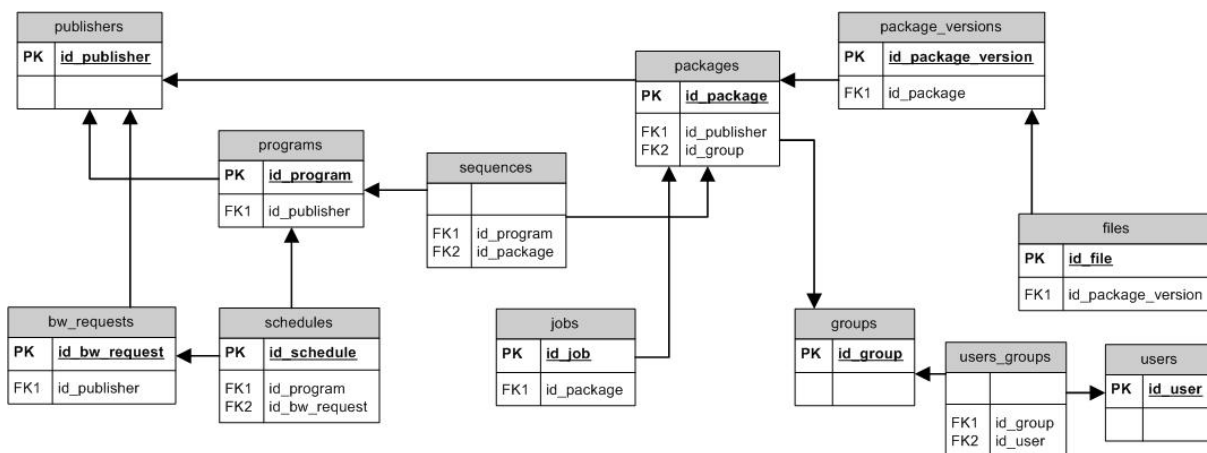 publishers
PK id_publisher
package_versions
PK id_package_version
FK1 id_package
packages
PK id_package
FK1 id_publisher
FK2 id_group
programs
PK id_program
FK1 id_publisher
sequences
FK1 id_program
FK2 id_package
files
PK id_file
FK1 id_package_version
bw_requests
PK id_bw_request
FK1 id_publisher
schedules
PK id_schedule
FK1 id_program
FK2 id_bw_request
jobs
PK id_job
FK1 id_package
groups
PK id_group
users_groups
FK1 id_group
FK2 id_user
users
PK id_user